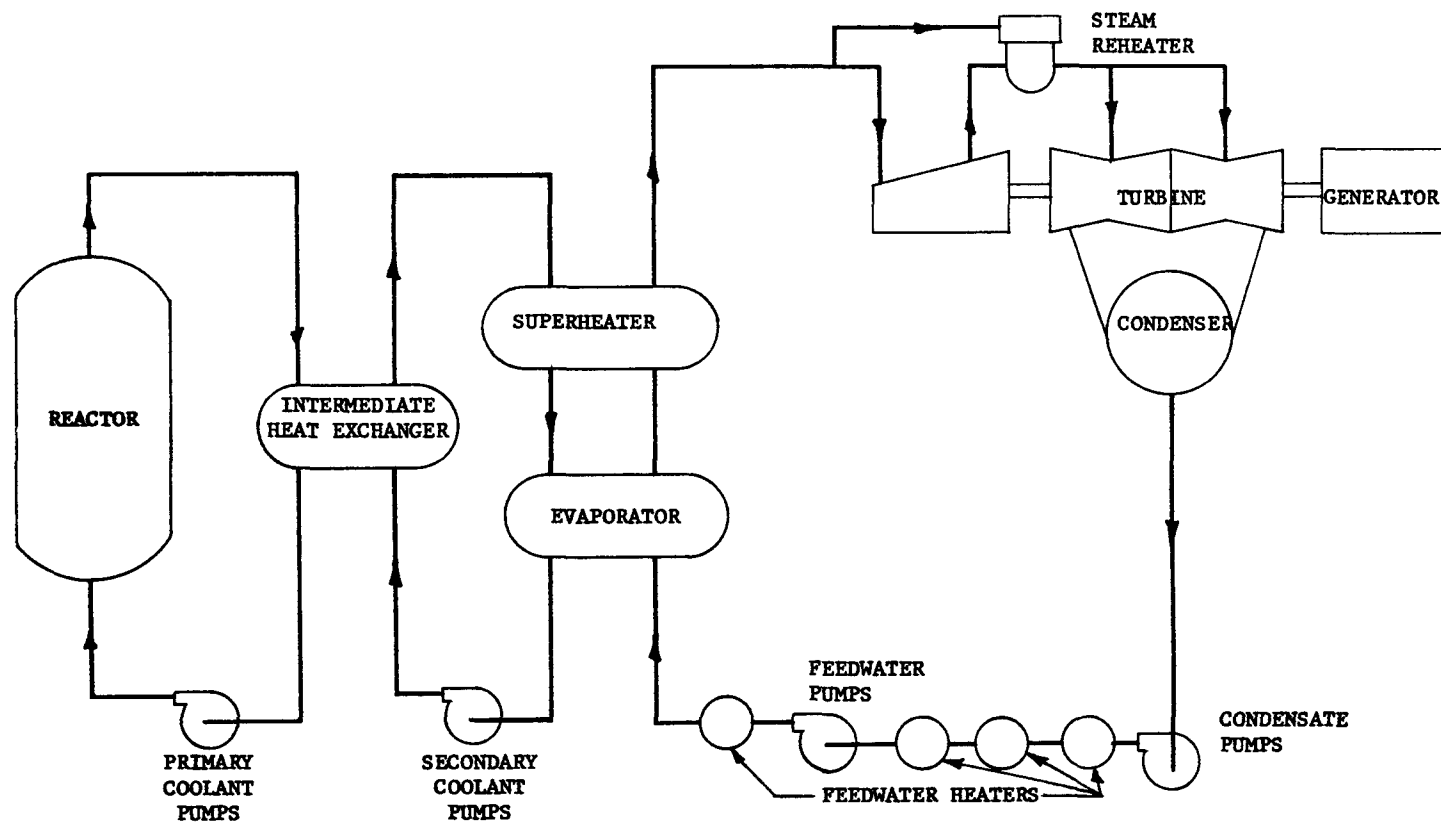 STEAM
REHEATER
TURBINE
GENERATOR
SUPERHEATER
CONDENSER
INTERMEDIATE
HEAT EXCHANGER
REACTOR
EVAPORATOR
FEEDWATER
PUMPS
CONDENSATE
PUMPS
PRIMARY
COOLANT
PUMPS
SECONDARY
COOLANT
PUMPS
FEEDWATER HEATERS